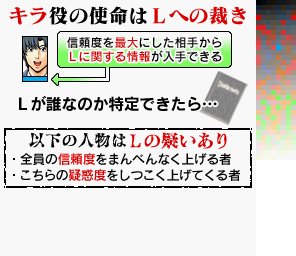 キラ役の使命はLへの裁き
信頼度を最大にした相手から
Lに関する情報が入手できる
Lが誰なのか特定できたら…
以下の人物はLの疑いあり
・全員の信頼度をまんべんなく上げる者
・こちらの疑惑度をしつこく上げてくる者